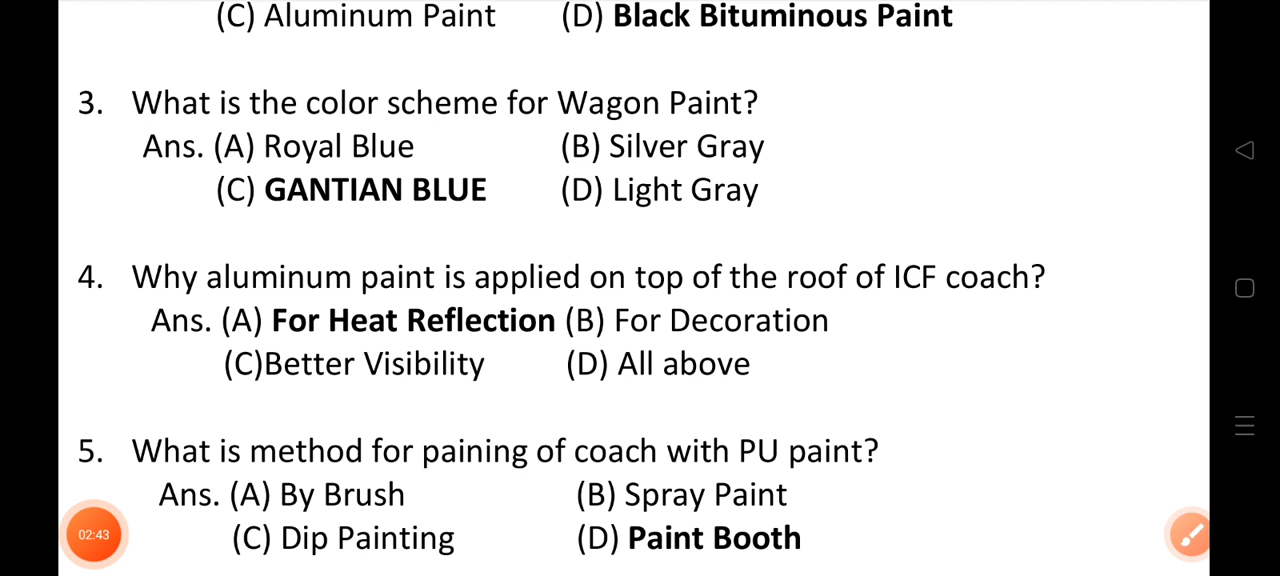 (C) Aluminum Paint (D) Black Bituminous Paint
3. What is the color scheme for Wagon Paint?
Ans. (A) Royal Blue (B) Silver Gray
(C) GANTIAN BLUE (D) Light Gray
4. Why aluminum paint is applied on top of the roof of ICF coach?
Ans. (A) For Heat Reflection (B) For Decoration
(C)Better Visibility (D) All above
5. What is method for paining of coach with PU paint?
Ans. (A) By Brush (B) Spray Paint
(C) Dip Painting (D) Paint Booth
02:43